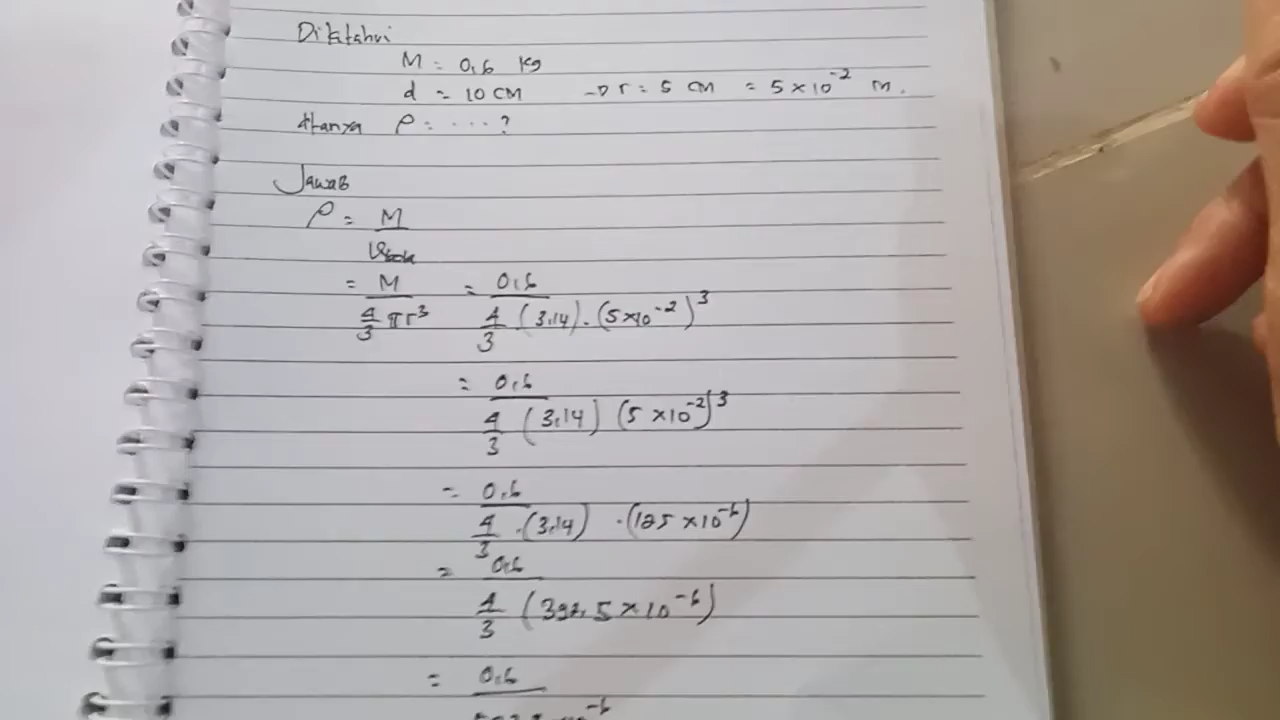 Diketahui
M = 0,6 kg
d = 10 cm → r = 5 cm = 5 × 10⁻² m.
ditanya ρ = .... ?
Jawab
ρ = M / Vbola
= M / 4/3 πr³ = 0,6 / 4/3 (3,14) . (5×10⁻²)³
= 0,6 / 4/3 (3,14) (5 × 10⁻²)³
= 0,6 / 4/3 . (3,14) . (125 × 10⁻⁶)
= 0,6 / 4/3 (392,5 × 10⁻⁶)
= 0,6 /